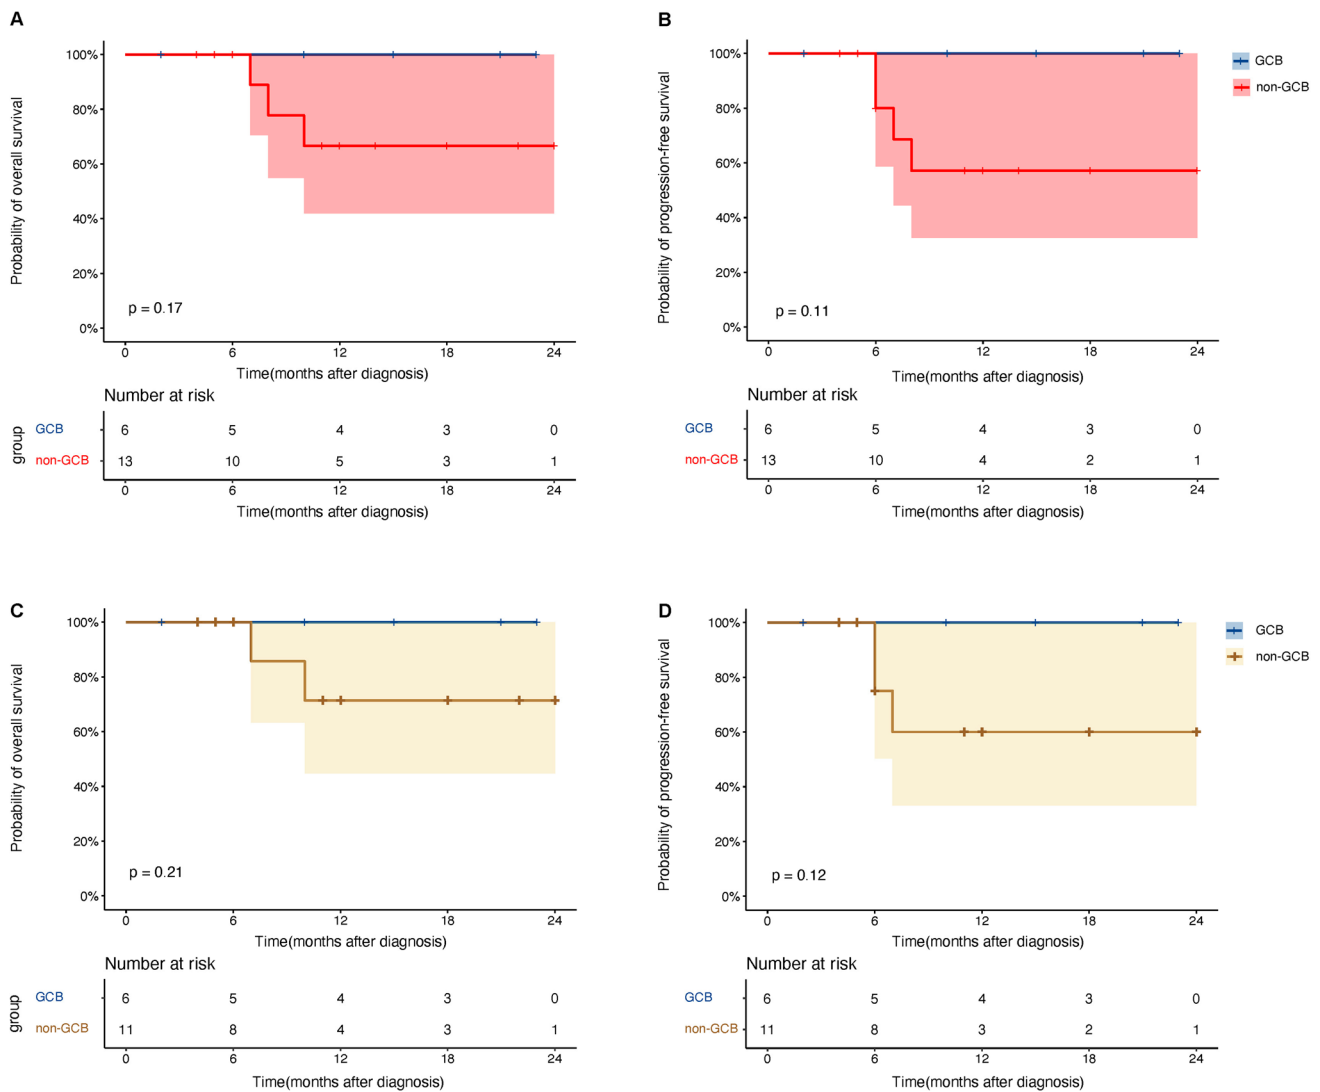 A
Probability of overall survival
100%
80%
60%
40%
20%
0%
p = 0.17
0 6 12 18 24
Time(months after diagnosis)
Number at risk
group
GCB 6 5 4 3 0
non-GCB 13 10 5 3 1
0 6 12 18 24
Time(months after diagnosis)
B
Probability of progression-free survival
100%
80%
60%
40%
20%
0%
p = 0.11
0 6 12 18 24
Time(months after diagnosis)
GCB
non-GCB
Number at risk
GCB 6 5 4 3 0
non-GCB 13 10 4 2 1
0 6 12 18 24
Time(months after diagnosis)
C
Probability of overall survival
100%
80%
60%
40%
20%
0%
p = 0.21
0 6 12 18 24
Time(months after diagnosis)
Number at risk
group
GCB 6 5 4 3 0
non-GCB 11 8 4 3 1
0 6 12 18 24
Time(months after diagnosis)
D
Probability of progression-free survival
100%
80%
60%
40%
20%
0%
p = 0.12
0 6 12 18 24
Time(months after diagnosis)
GCB
non-GCB
Number at risk
GCB 6 5 4 3 0
non-GCB 11 8 3 2 1
0 6 12 18 24
Time(months after diagnosis)